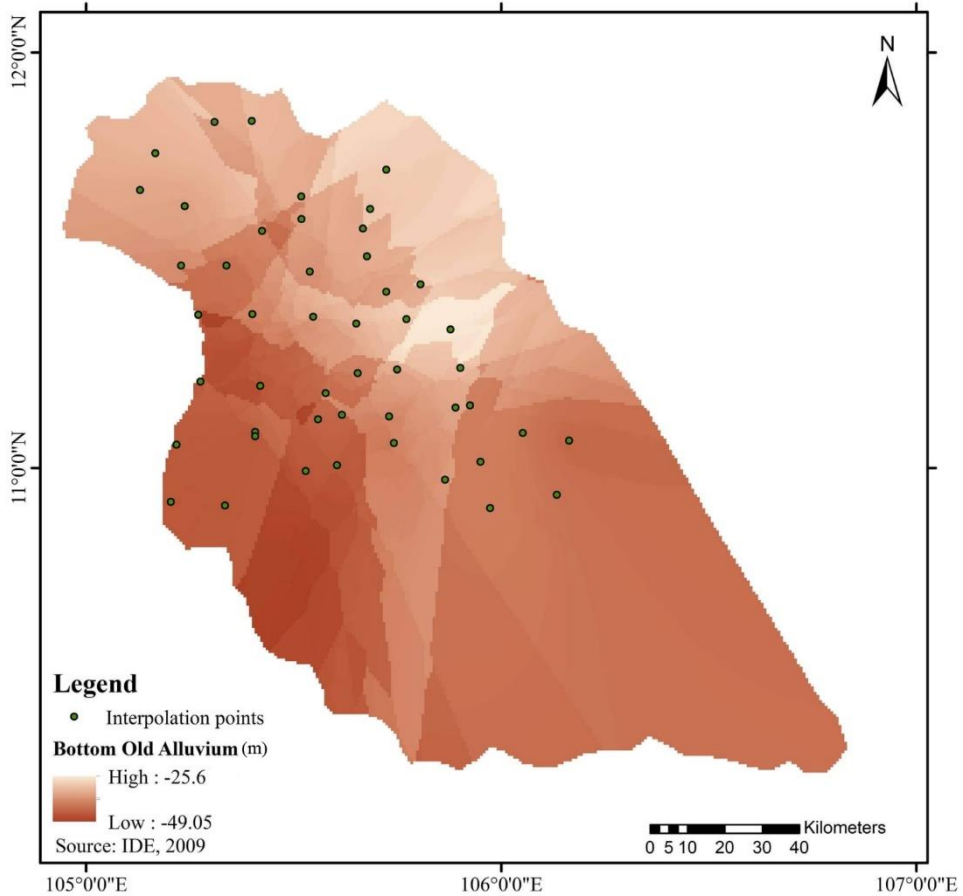 N
12°0'0"N
11°0'0"N
Legend
Interpolation points
Bottom Old Alluvium (m)
High : -25.6
Low : -49.05
Source: IDE, 2009
Kilometers
0 5 10 20 30 40
105°0'0"E 106°0'0"E 107°0'0"E